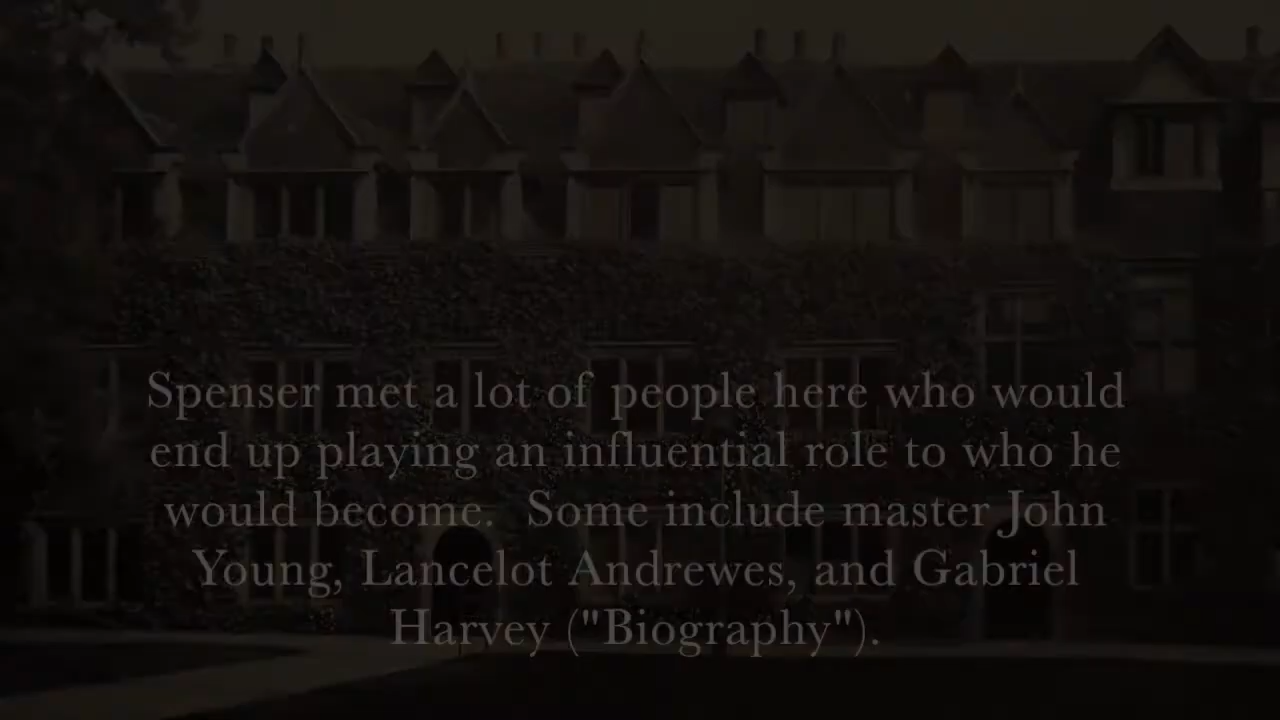 Spenser met a lot of people here who would
end up playing an influential role to who he
would become.  Some include master John
Young, Lancelot Andrewes, and Gabriel
Harvey ("Biography").